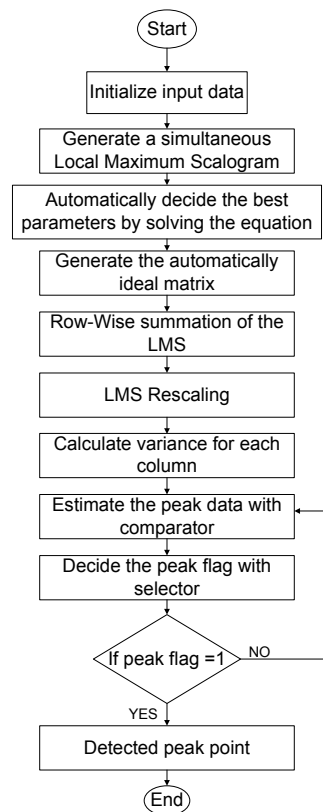 Start
Initialize input data
Generate a simultaneous
Local Maximum Scalogram
Automatically decide the best
parameters by solving the equation
Generate the automatically
ideal matrix
Row-Wise summation of the
LMS
LMS Rescaling
Calculate variance for each
column
Estimate the peak data with
comparator
Decide the peak flag with
selector
If peak flag =1
NO
YES
Detected peak point
End